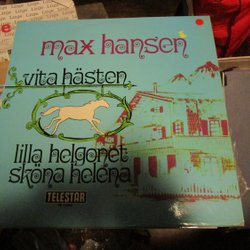 max hansen
vita hästen
lilla helgonet
sköna helena
TELESTAR